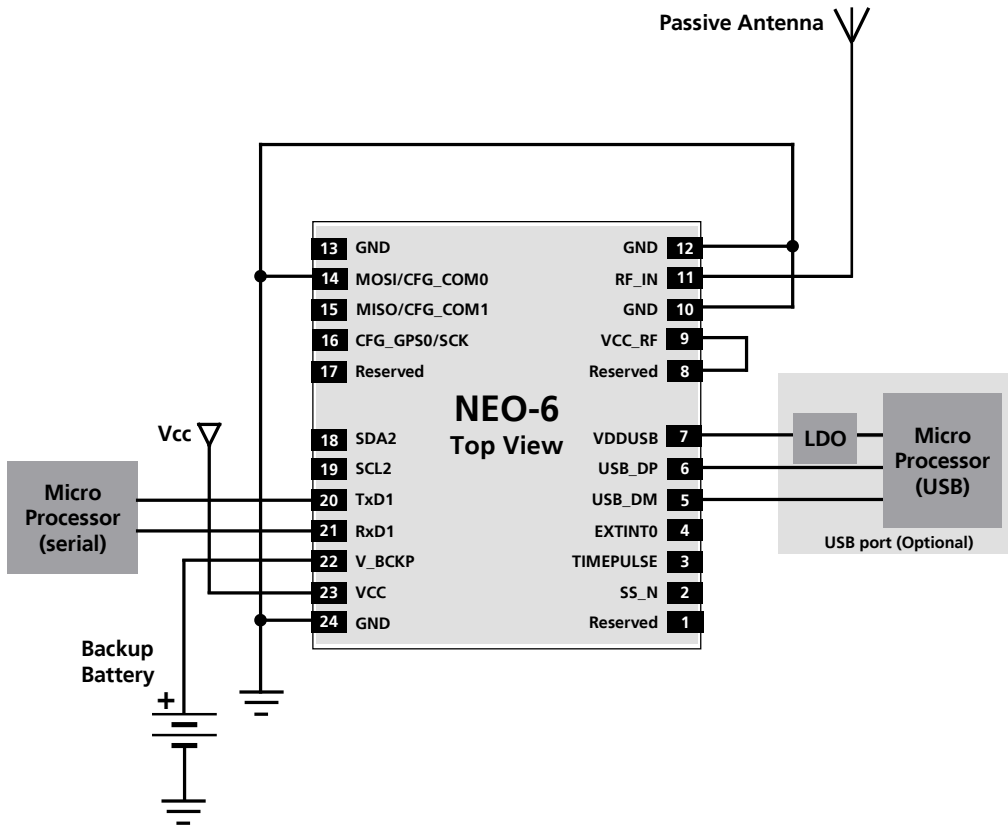 Passive Antenna
13 GND
GND 12
14 MOSI/CFG_COM0
RF_IN 11
15 MISO/CFG_COM1
GND 10
16 CFG_GPS0/SCK
VCC_RF 9
17 Reserved
Reserved 8
NEO-6
Top View
Vcc
18 SDA2
VDDUSB 7
LDO
19 SCL2
USB_DP 6
Micro
Processor
(USB)
20 TxD1
USB_DM 5
Micro
Processor
(serial)
21 RxD1
EXTINT0 4
USB port (Optional)
22 V_BCKP
TIMEPULSE 3
23 VCC
SS_N 2
24 GND
Reserved 1
Backup
Battery
+